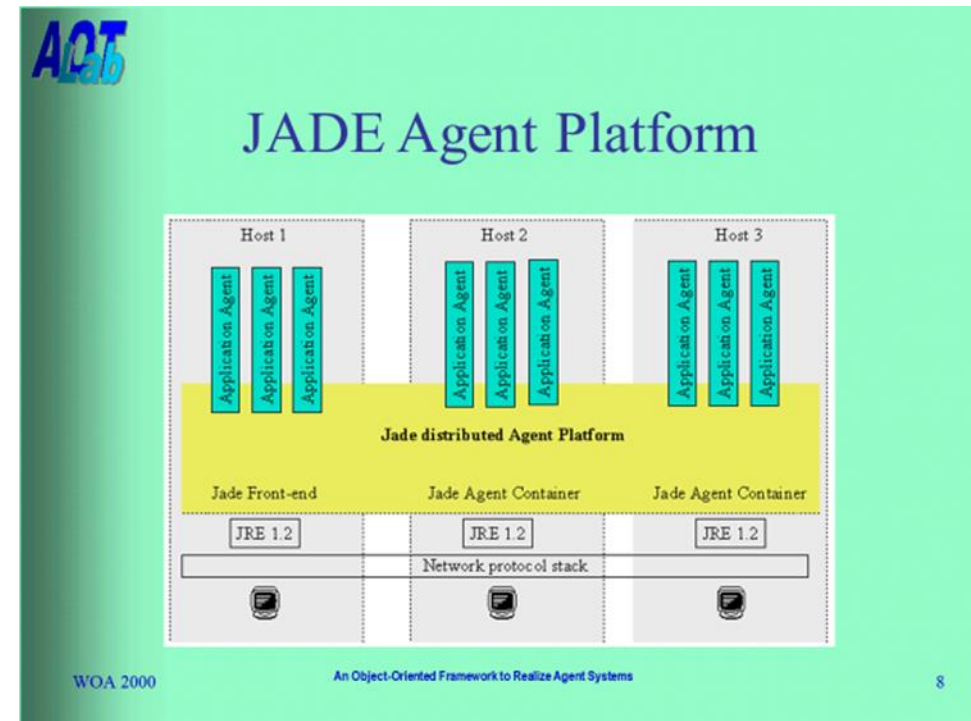 AOT
Lab
JADE Agent Platform
Host 1
Host 2
Host 3
Application Agent
Application Agent
Application Agent
Application Agent
Application Agent
Application Agent
Application Agent
Application Agent
Application Agent
Jade distributed Agent Platform
Jade Front-end
Jade Agent Container
Jade Agent Container
JRE 1.2
JRE 1.2
JRE 1.2
Network protocol stack
WOA 2000
An Object-Oriented Framework to Realize Agent Systems
8